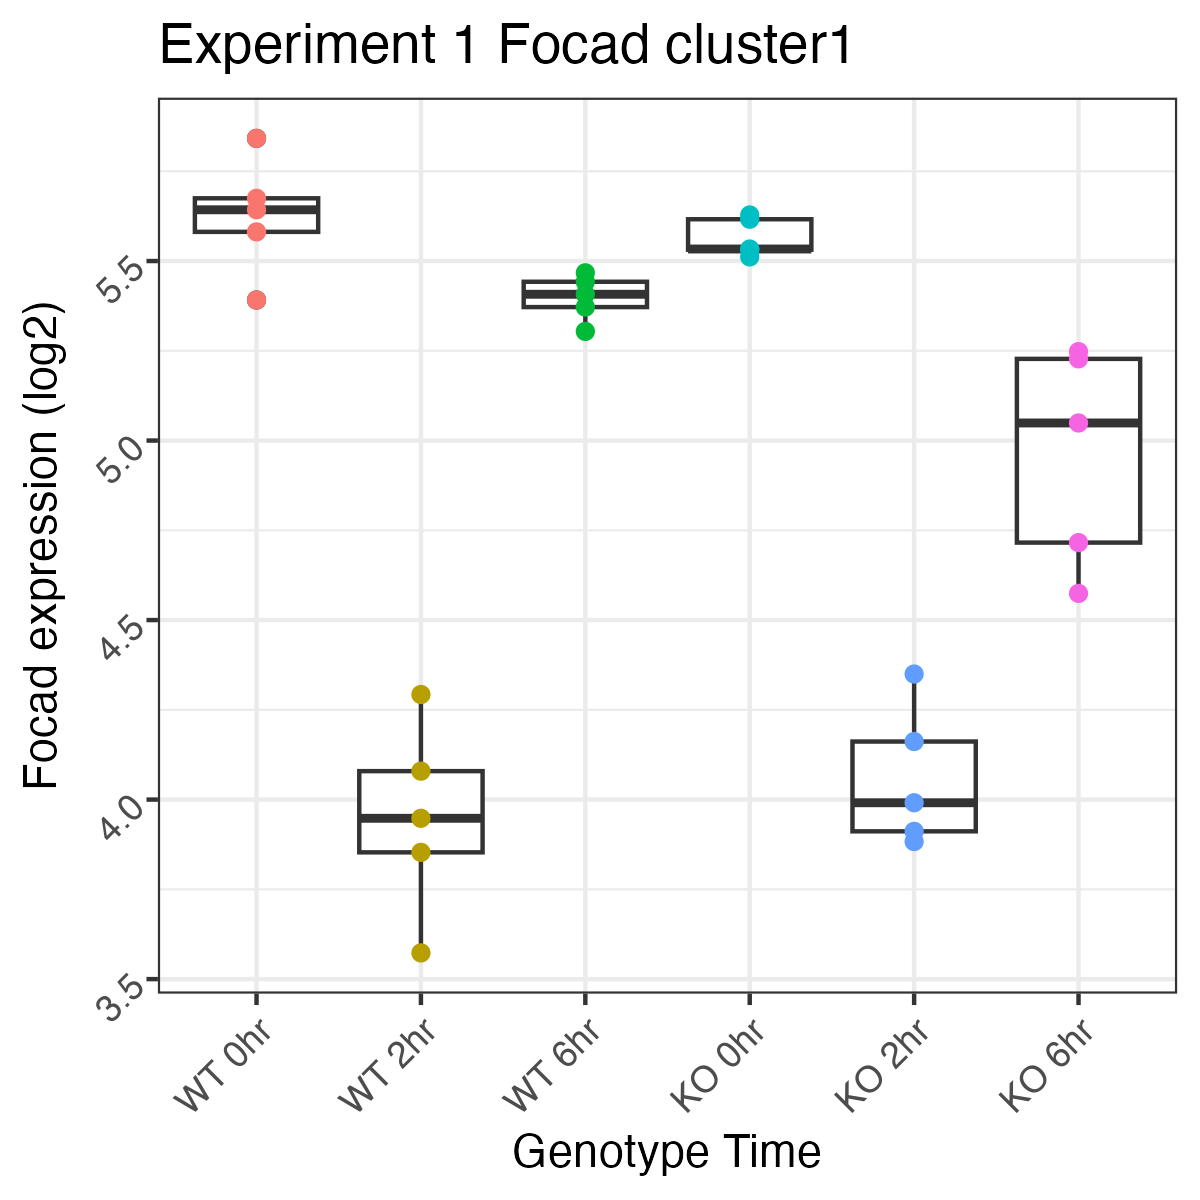 Experiment 1 Focad cluster1
Focad expression (log2)
5.5
5.0
4.5
4.0
3.5
WT 0hr
WT 2hr
WT 6hr
KO 0hr
KO 2hr
KO 6hr
Genotype Time